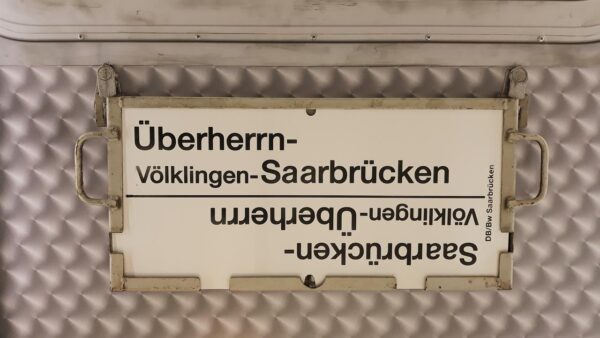 Überherrn-
Völklingen-Saarbrücken
Saarbrücken-
Völklingen-Überherrn
DB/Bw Saarbrücken